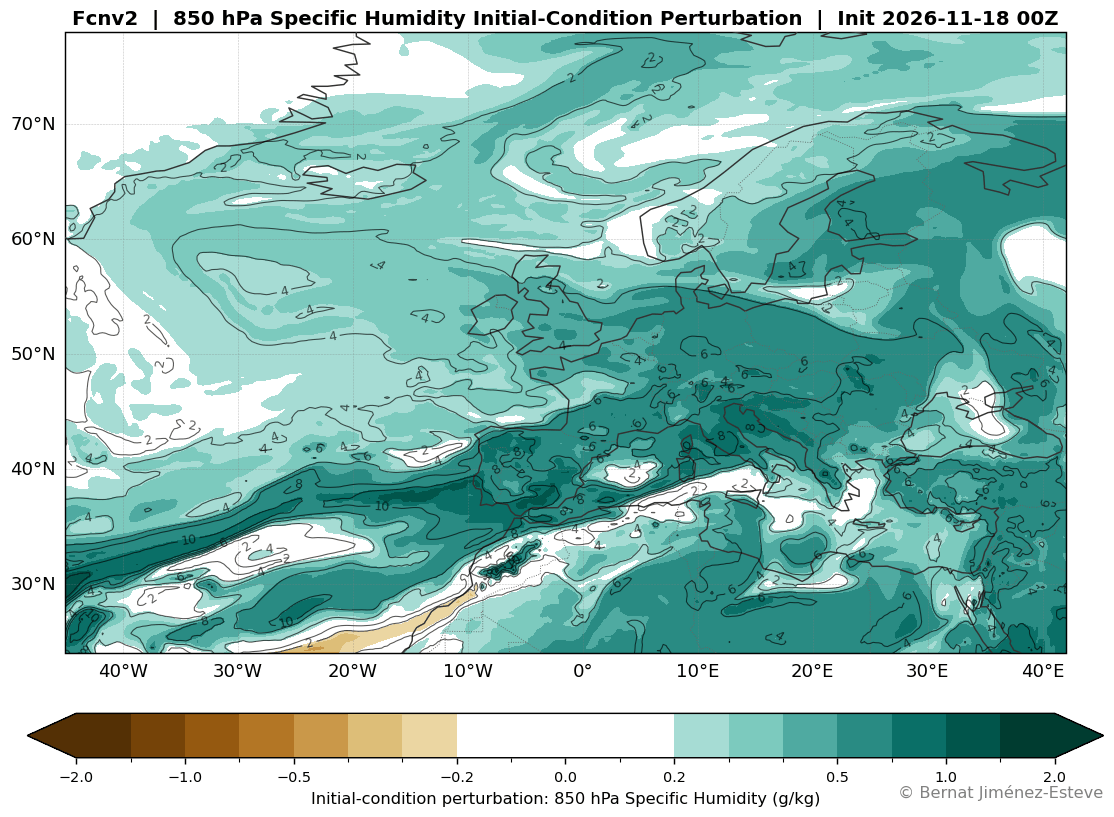 Fcnv2 | 850 hPa Specific Humidity Initial-Condition Perturbation | Init 2026-11-18 00Z
70°N
60°N
50°N
40°N
30°N
40°W 30°W 20°W 10°W 0° 10°E 20°E 30°E 40°E
−2.0 −1.0 −0.5 −0.2 0.0 0.2 0.5 1.0 2.0
Initial-condition perturbation: 850 hPa Specific Humidity (g/kg)
© Bernat Jiménez-Esteve